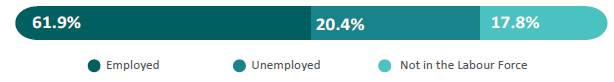 61.9% 20.4% 17.8%
Employed Unemployed Not in the Labour Force